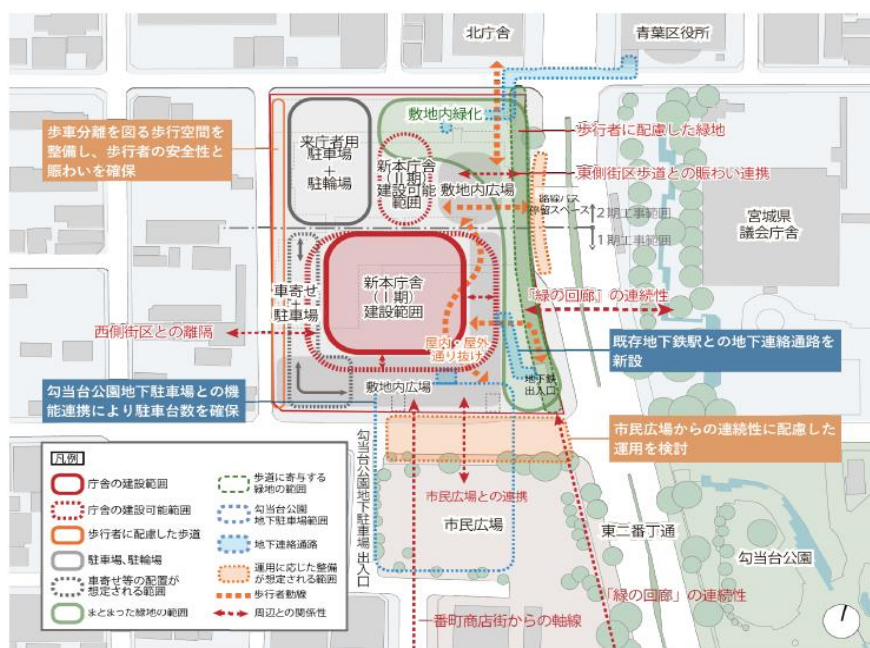 北庁舎
青葉区役所
歩車分離を図る歩行空間を
整備し、歩行者の安全性と
賑わいを確保
来庁者用
駐車場
+
駐輪場
敷地内緑化
新本庁舎
(Ⅱ期)
建設可能
範囲
敷地内広場
歩行者に配慮した緑地
東側街区歩道との賑わい連携
路線バス
停留スペース
2期工事範囲
1期工事範囲
宮城県
議会庁舎
新本庁舎
(Ⅰ期)
建設範囲
車寄せ
+
駐車場
西側街区との離隔
「緑の回廊」の連続性
屋内・屋外
通り抜け
既存地下鉄駅との地下連絡通路を
新設
地下鉄
出入口
敷地内広場
勾当台公園地下駐車場との機
能連携により駐車台数を確保
市民広場からの連続性に配慮した
運用を検討
勾当台公園地下駐車場 出入口
市民広場との連携
市民広場
東二番丁通
勾当台公園
「緑の回廊」の連続性
一番町商店街からの軸線
凡例
庁舎の建設範囲
庁舎の建設可能範囲
歩行者に配慮した歩道
駐車場、駐輪場
車寄せ等の配置が
想定される範囲
まとまった緑地の範囲
歩道に寄与する
緑地の範囲
勾当台公園
地下駐車場範囲
地下連絡通路
運用に応じた整備
が想定される範囲
歩行者動線
周辺との関係性